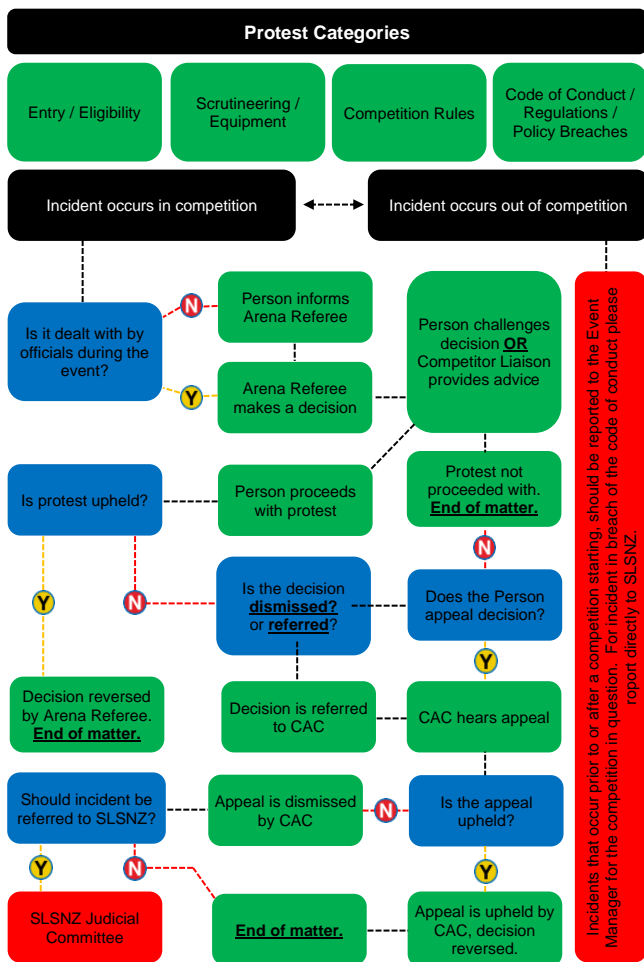 Protest Categories
Entry / Eligibility
Scrutineering /
Equipment
Competition Rules
Code of Conduct /
Regulations /
Policy Breaches
Incident occurs in competition
Incident occurs out of competition
Is it dealt with by
officials during the
event?
N
Y
Person informs
Arena Referee
Arena Referee
makes a decision
Person challenges
decision OR
Competitor Liaison
provides advice
Is protest upheld?
Person proceeds
with protest
Protest not
proceeded with.
End of matter.
N
Y
N
Is the decision
dismissed?
or referred?
Does the Person
appeal decision?
Y
Decision reversed
by Arena Referee.
End of matter.
Decision is referred
to CAC
CAC hears appeal
Should incident be
referred to SLSNZ?
Appeal is dismissed
by CAC
N
Is the appeal
upheld?
Y
N
Y
SLSNZ Judicial
Committee
End of matter.
Appeal is upheld by
CAC, decision
reversed.
Incidents that occur prior to or after a competition starting, should be reported to the Event
Manager for the competition in question. For incident in breach of the code of conduct please
report directly to SLSNZ.